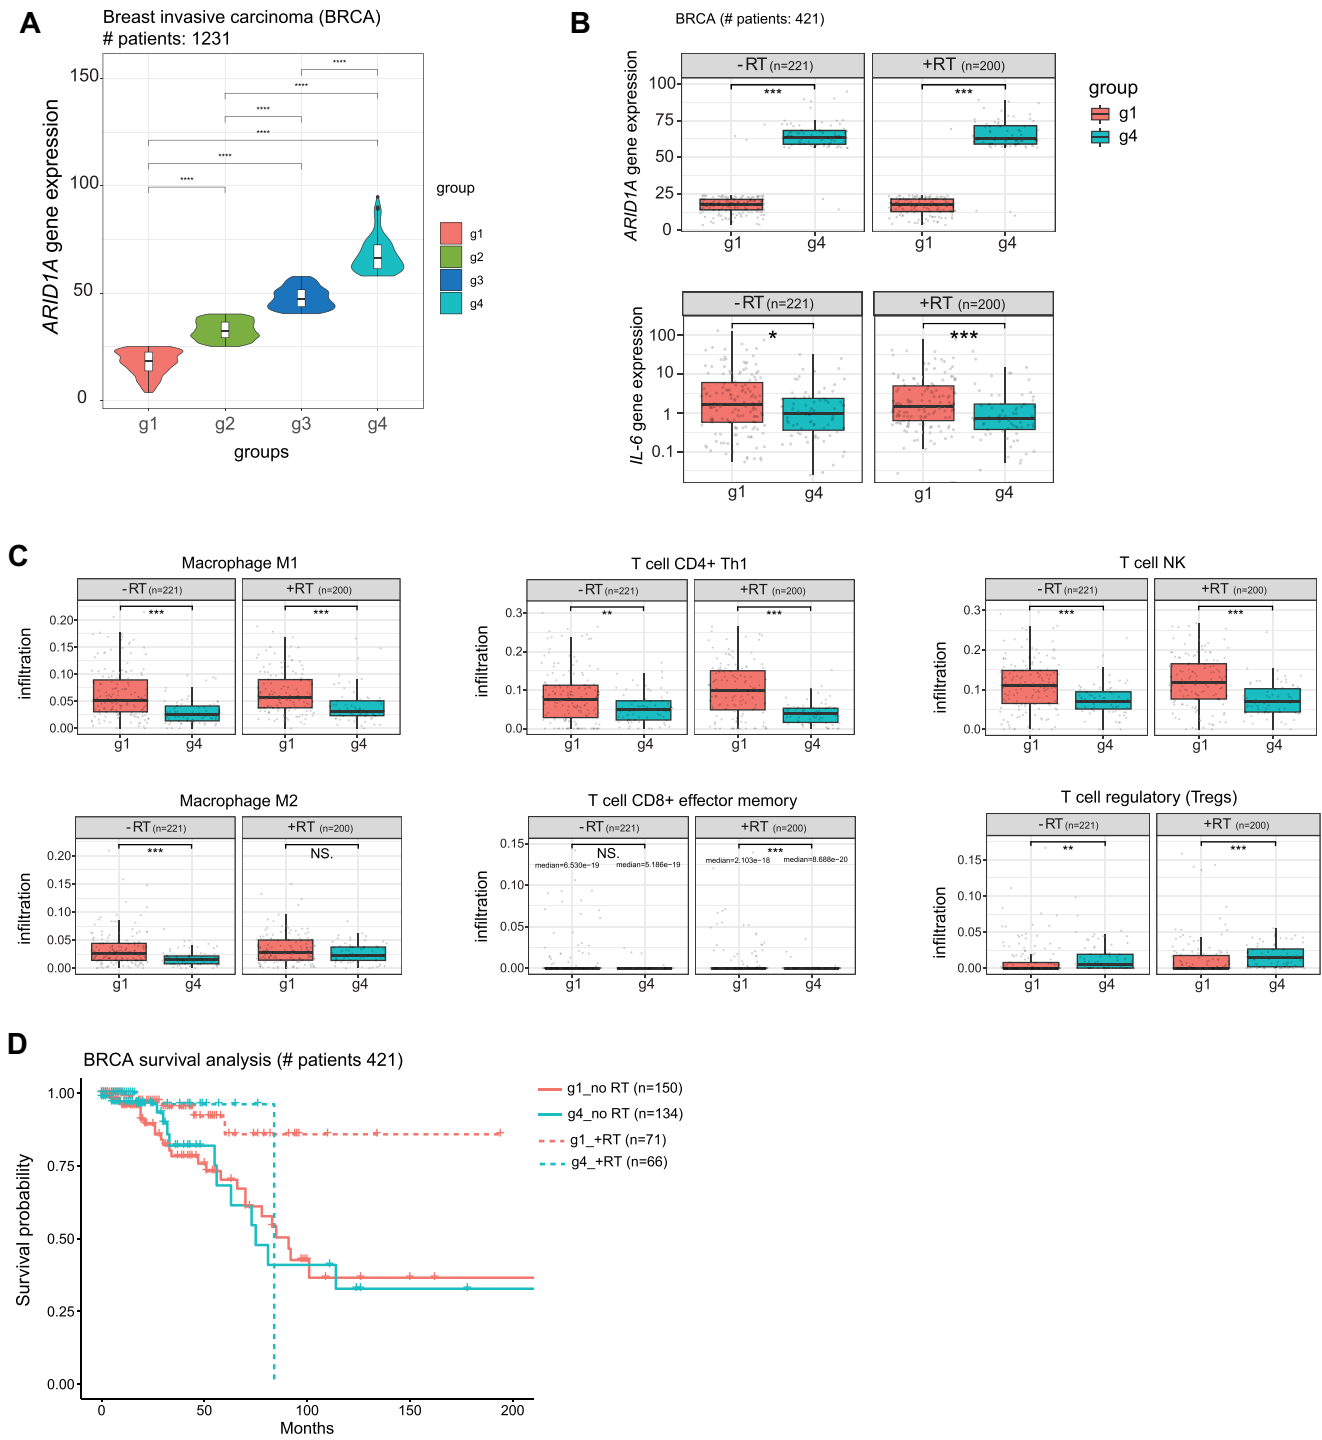 A
Breast invasive carcinoma (BRCA)
# patients: 1231
ARID1A gene expression
150
100
50
0
****
****
****
****
****
****
g1
g2
g3
g4
groups
group
g1
g2
g3
g4
B
BRCA (# patients: 421)
-RT (n=221)
+RT (n=200)
ARID1A gene expression
100
75
50
25
0
***
***
g1
g4
g1
g4
group
g1
g4
-RT (n=221)
+RT (n=200)
IL-6 gene expression
100
10
1
0.1
*
***
g1
g4
g1
g4
C
Macrophage M1
-RT (n=221)
+RT (n=200)
infiltration
0.20
0.15
0.10
0.05
0.00
***
***
g1
g4
g1
g4
T cell CD4+ Th1
-RT (n=221)
+RT (n=200)
infiltration
0.3
0.2
0.1
0.0
**
***
g1
g4
g1
g4
T cell NK
-RT (n=221)
+RT (n=200)
infiltration
0.3
0.2
0.1
0.0
***
***
g1
g4
g1
g4
Macrophage M2
-RT (n=221)
+RT (n=200)
infiltration
0.20
0.15
0.10
0.05
0.00
***
NS.
g1
g4
g1
g4
T cell CD8+ effector memory
-RT (n=221)
+RT (n=200)
infiltration
0.15
0.10
0.05
0.00
NS.
***
median=6.530e−19
median=5.186e−19
median=2.103e−18
median=8.688e−20
g1
g4
g1
g4
T cell regulatory (Tregs)
-RT (n=221)
+RT (n=200)
infiltration
0.15
0.10
0.05
0.00
**
***
g1
g4
g1
g4
D
BRCA survival analysis (# patients 421)
Survival probability
1.00
0.75
0.50
0.25
0.00
0
50
100
150
200
Months
g1_no RT (n=150)
g4_no RT (n=134)
g1_+RT (n=71)
g4_+RT (n=66)